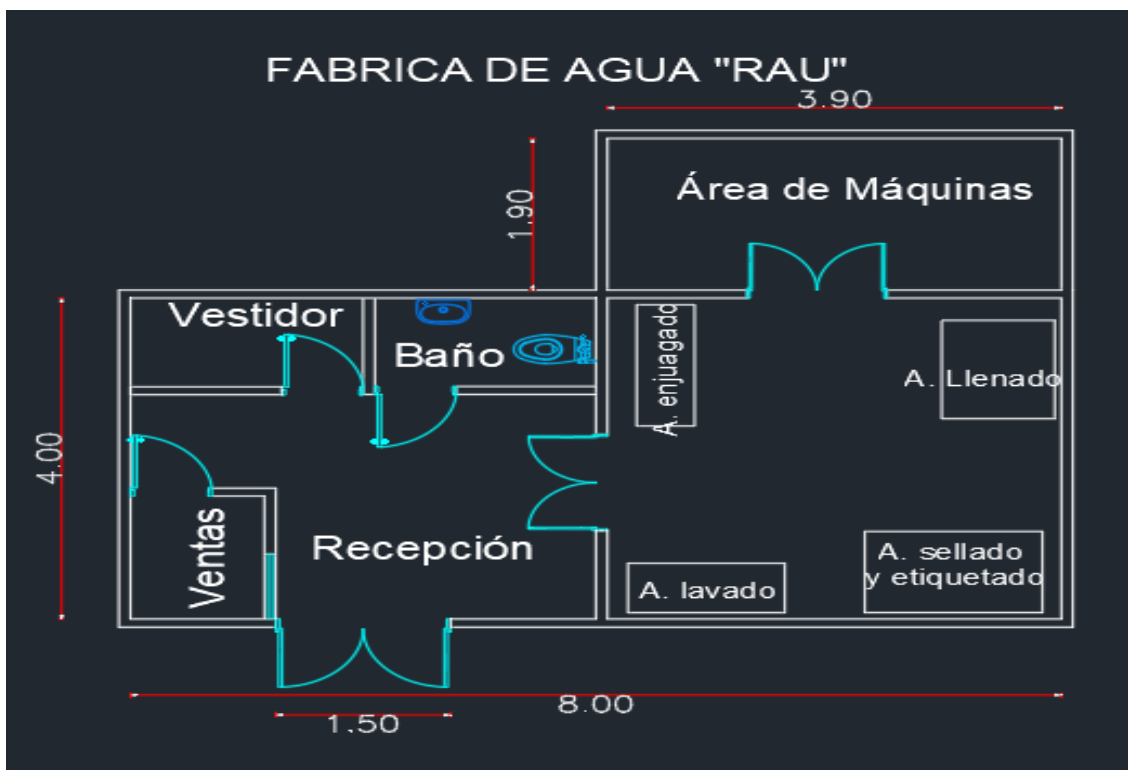 FABRICA DE AGUA "RAU"
3.90
1.90
Área de Máquinas
Vestidor
Baño
A. enjuagado
A. Llenado
4.00
Ventas
Recepción
A. lavado
A. sellado
y etiquetado
8.00
1.50